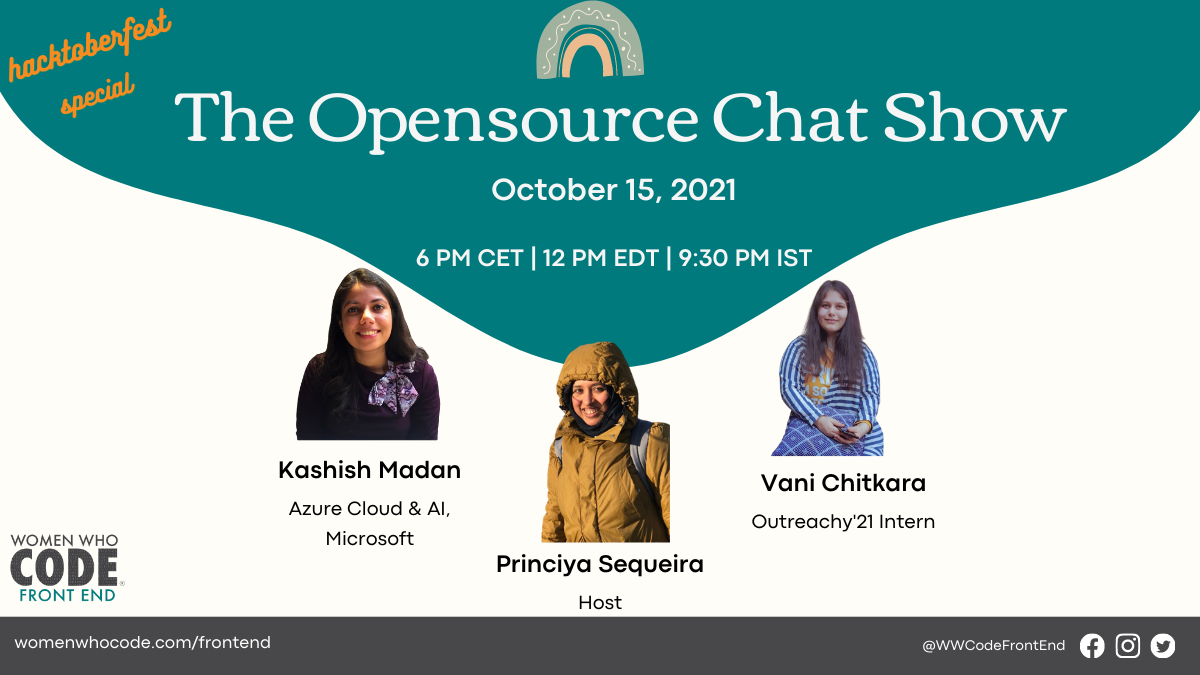 hacktoberfest
special
The Opensource Chat Show
October 15, 2021
6 PM CET | 12 PM EDT | 9:30 PM IST
Kashish Madan
Azure Cloud & AI,
Microsoft
Princiya Sequeira
Host
Vani Chitkara
Outreachy'21 Intern
WOMEN WHO
CODE®
FRONT END
womenwhocode.com/frontend
@WWCodeFrontEnd